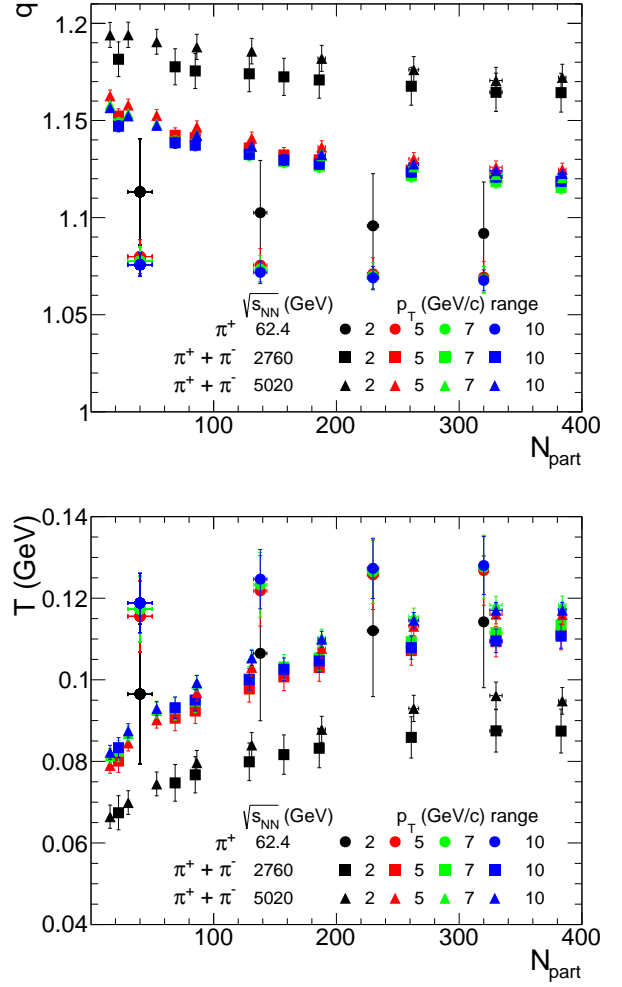 q
1.2
1.15
1.1
1.05
1
100 200 300 400
N_part
√s_NN (GeV) p_T (GeV/c) range
π⁺ 62.4 2 5 7 10
π⁺ + π⁻ 2760 2 5 7 10
π⁺ + π⁻ 5020 2 5 7 10
T (GeV)
0.14
0.12
0.1
0.08
0.06
0.04
100 200 300 400
N_part
√s_NN (GeV) p_T (GeV/c) range
π⁺ 62.4 2 5 7 10
π⁺ + π⁻ 2760 2 5 7 10
π⁺ + π⁻ 5020 2 5 7 10